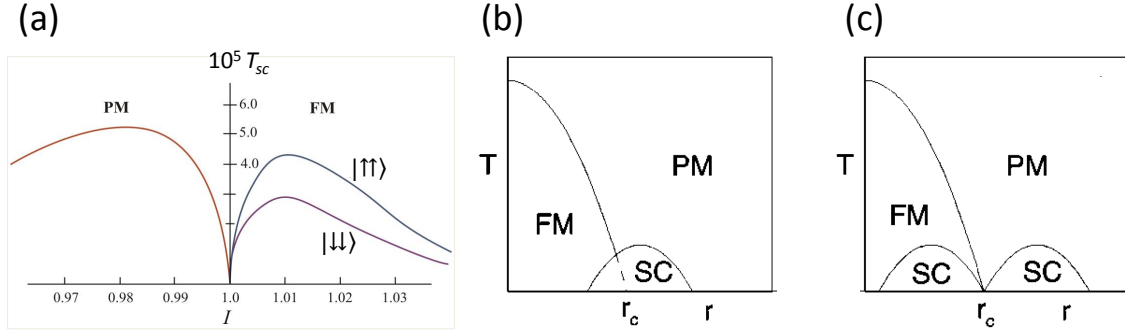 (a)
(b)
(c)
10⁵ T_sc
PM
FM
6.0
5.0
4.0
|↑↑⟩
|↓↓⟩
0.97 0.98 0.99 1.0 1.01 1.02 1.03
I
T
PM
FM
SC
r_c r
T
PM
FM
SC SC
r_c r